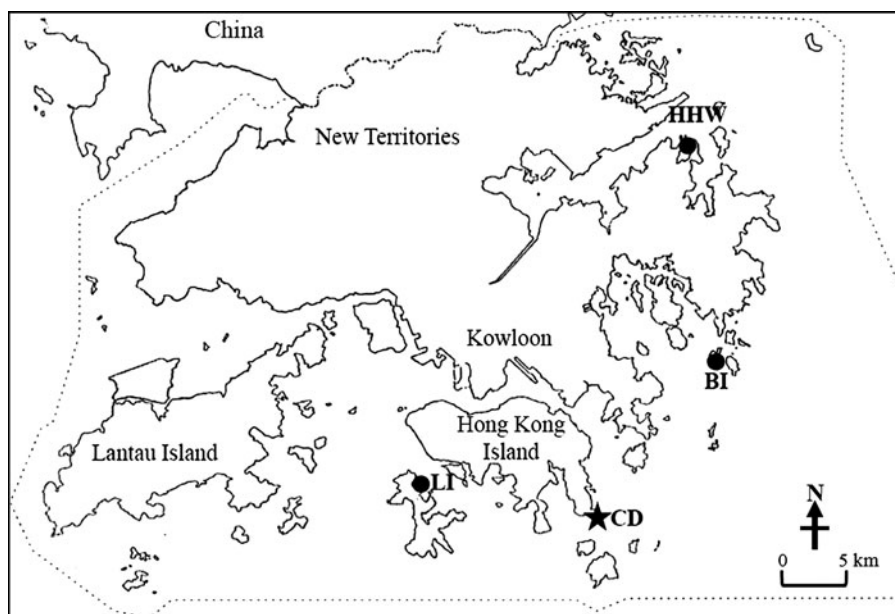 China
New Territories
HHW
Kowloon
BI
Hong Kong
Island
Lantau Island
LI
CD
N
0 5 km